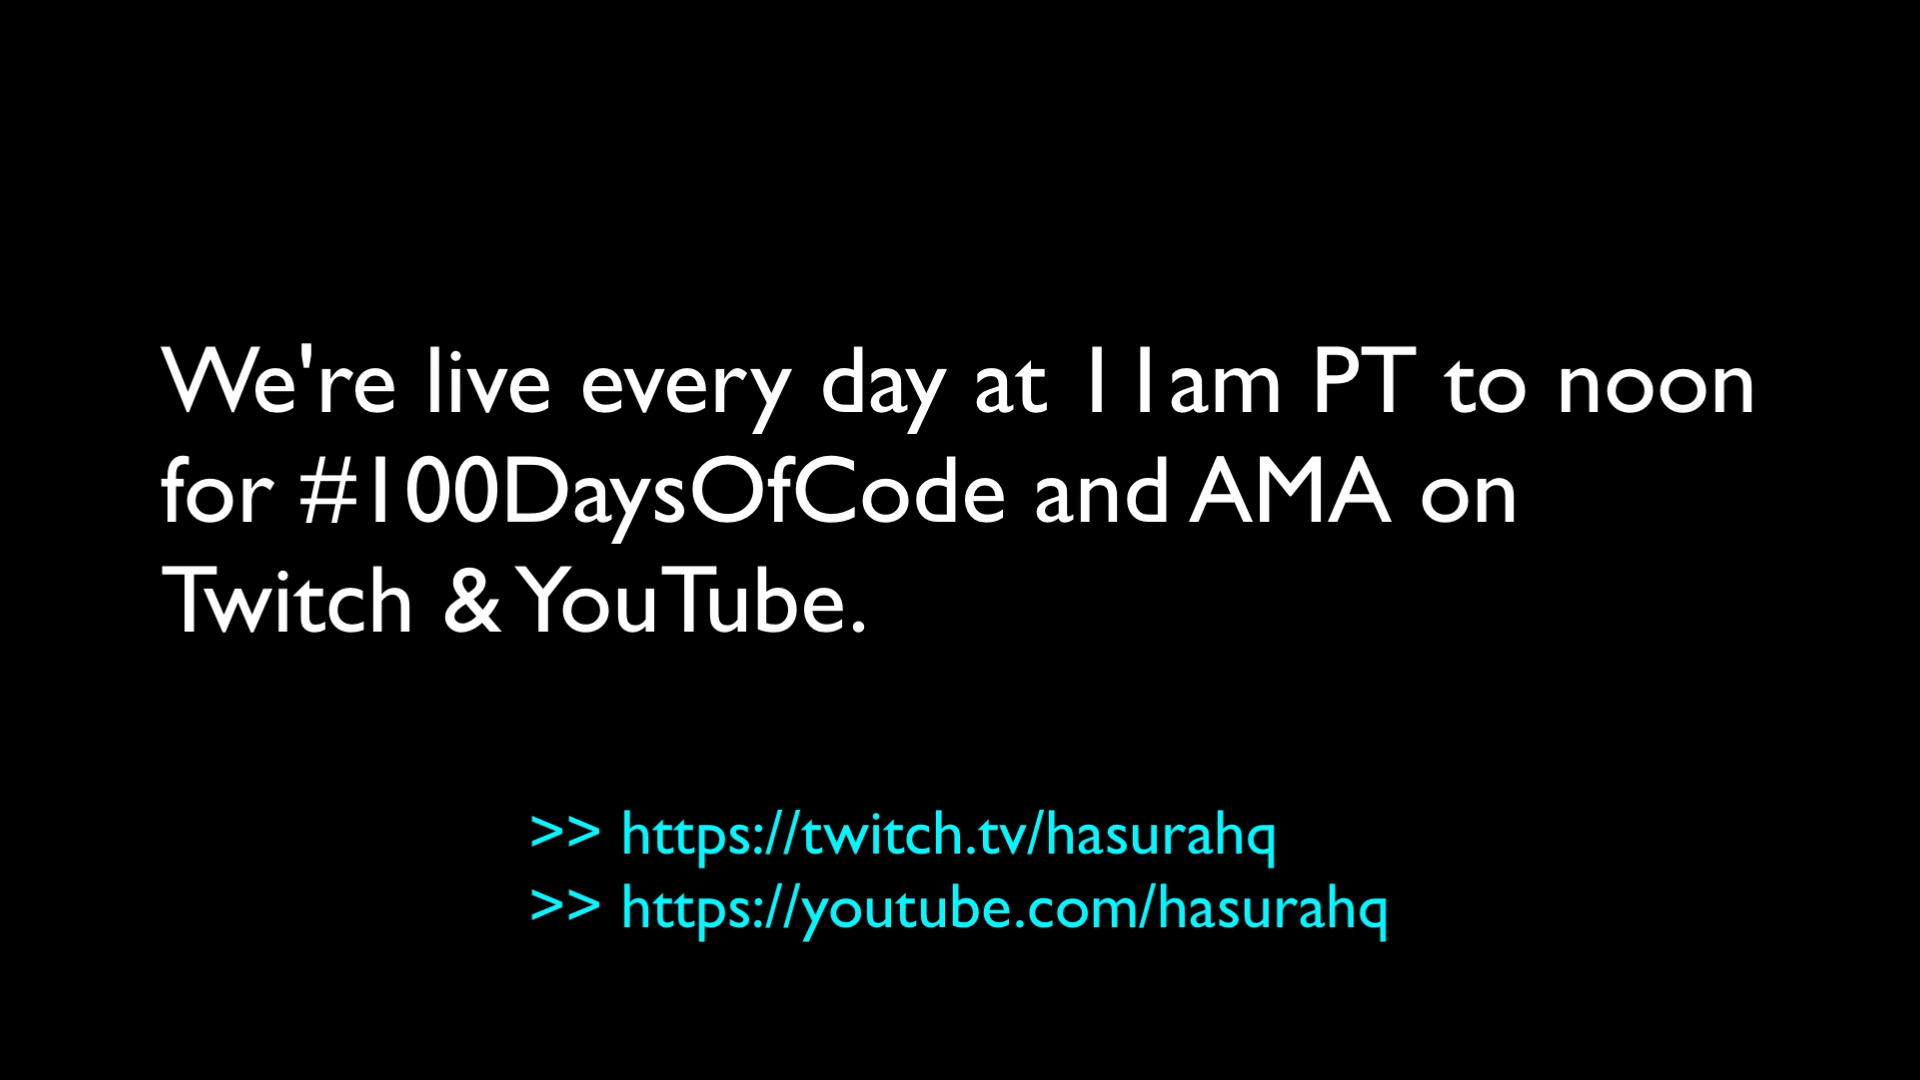 We're live every day at 11am PT to noon
for #100DaysOfCode and AMA on
Twitch & YouTube.
>> https://twitch.tv/hasurahq
>> https://youtube.com/hasurahq